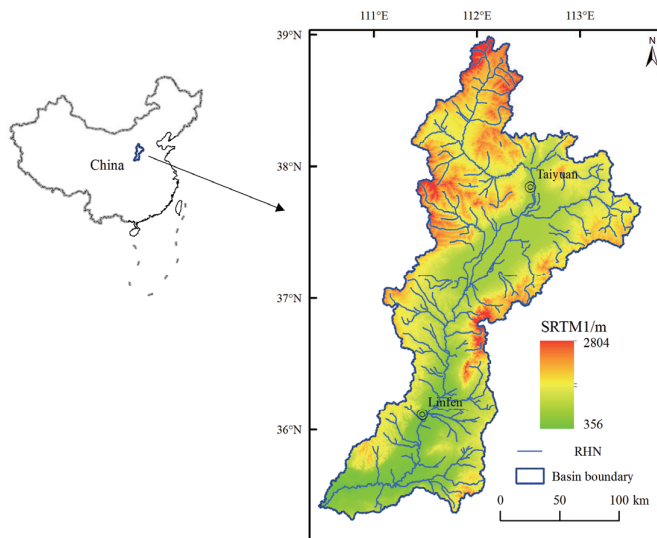 111°E 112°E 113°E
39°N
N
38°N
China
Taiyuan
37°N
SRTM1/m
2804
356
Linfen
36°N
RHN
Basin boundary
0 50 100 km